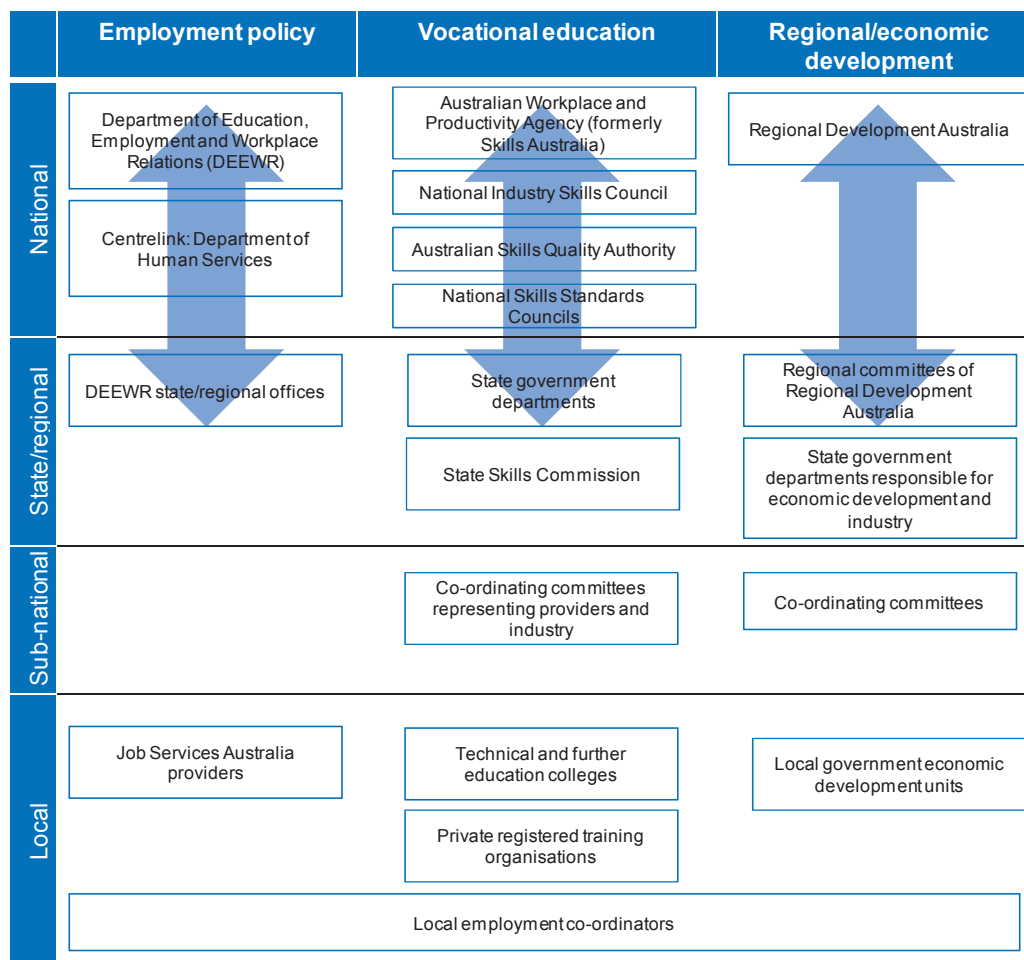 Employment policy
Vocational education
Regional/economic
development
National
Department of Education,
Employment and Workplace
Relations (DEEWR)
Centrelink: Department of
Human Services
Australian Workplace and
Productivity Agency (formerly
Skills Australia)
National Industry Skills Council
Australian Skills Quality Authority
National Skills Standards
Councils
Regional Development Australia
State/regional
DEEWR state/regional offices
State government
departments
State Skills Commission
Regional committees of
Regional Development
Australia
State government
departments responsible for
economic development and
industry
Sub-national
Co-ordinating committees
representing providers and
industry
Co-ordinating committees
Local
Job Services Australia
providers
Technical and further
education colleges
Private registered training
organisations
Local government economic
development units
Local employment co-ordinators